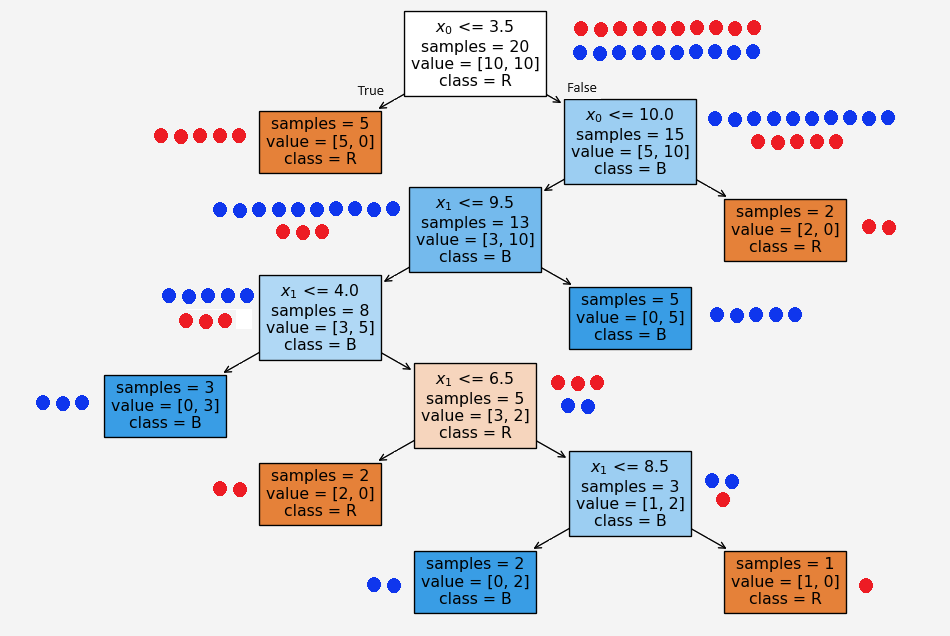 x₀ <= 3.5
samples = 20
value = [10, 10]
class = R
True
False
samples = 5
value = [5, 0]
class = R
x₀ <= 10.0
samples = 15
value = [5, 10]
class = B
x₁ <= 9.5
samples = 13
value = [3, 10]
class = B
samples = 2
value = [2, 0]
class = R
x₁ <= 4.0
samples = 8
value = [3, 5]
class = B
samples = 5
value = [0, 5]
class = B
samples = 3
value = [0, 3]
class = B
x₁ <= 6.5
samples = 5
value = [3, 2]
class = R
samples = 2
value = [2, 0]
class = R
x₁ <= 8.5
samples = 3
value = [1, 2]
class = B
samples = 2
value = [0, 2]
class = B
samples = 1
value = [1, 0]
class = R